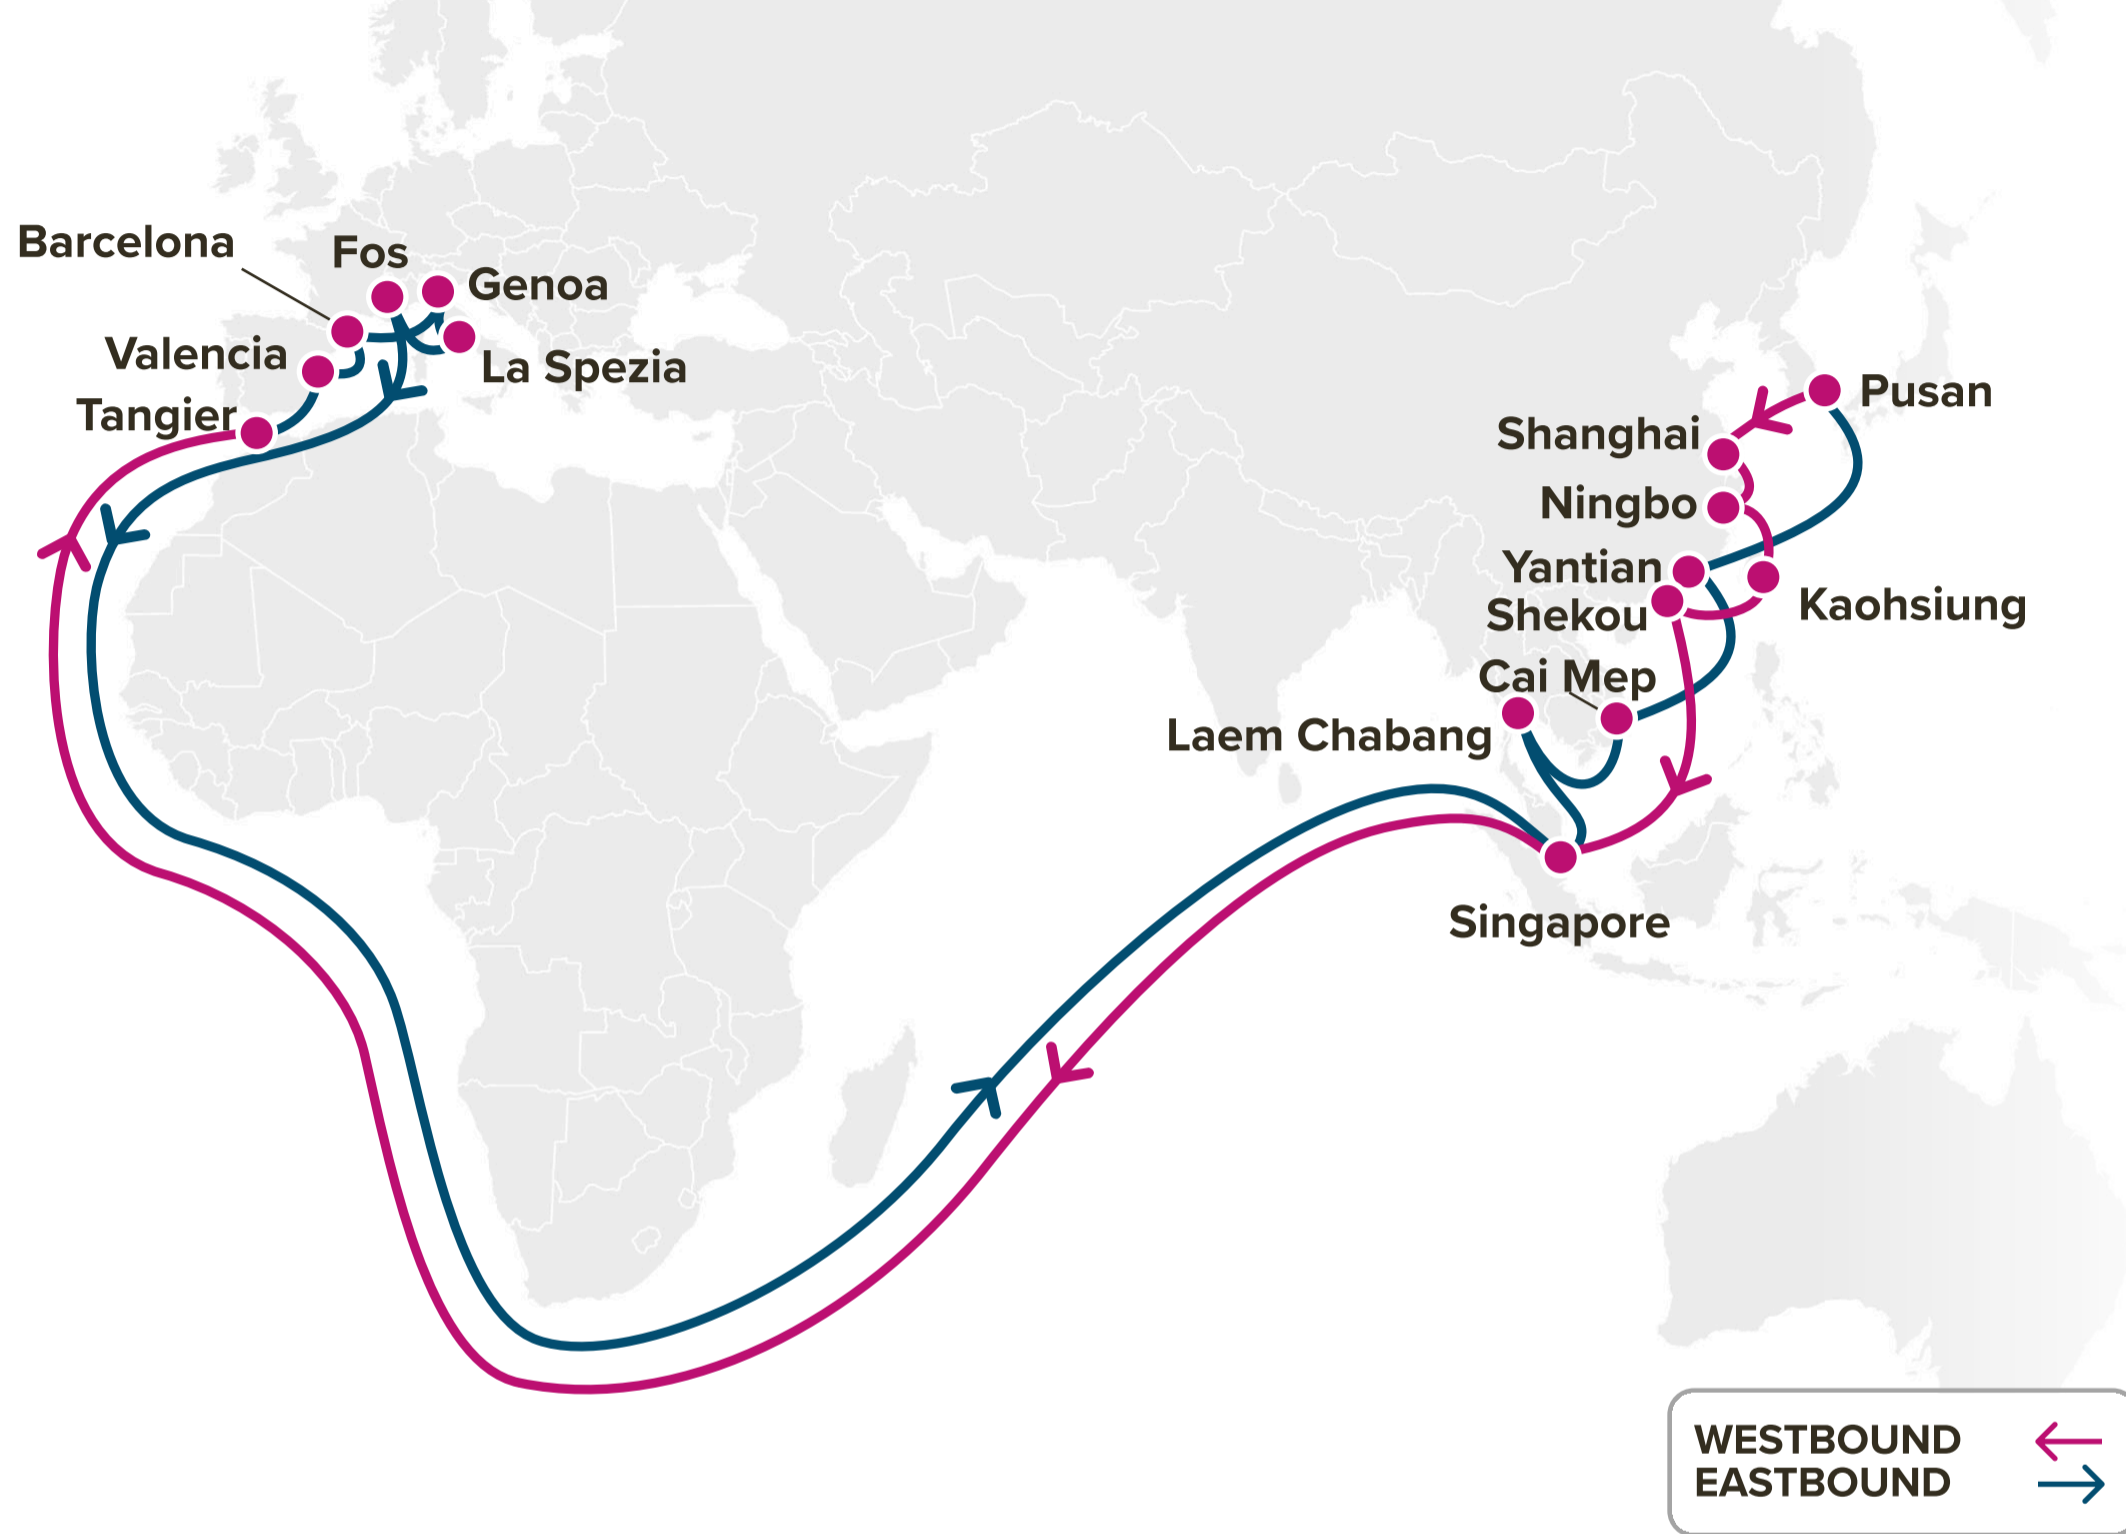 Barcelona
Fos
Genoa
Valencia
La Spezia
Tangier
Pusan
Shanghai
Ningbo
Yantian
Kaohsiung
Shekou
Cai Mep
Laem Chabang
Singapore
WESTBOUND
EASTBOUND